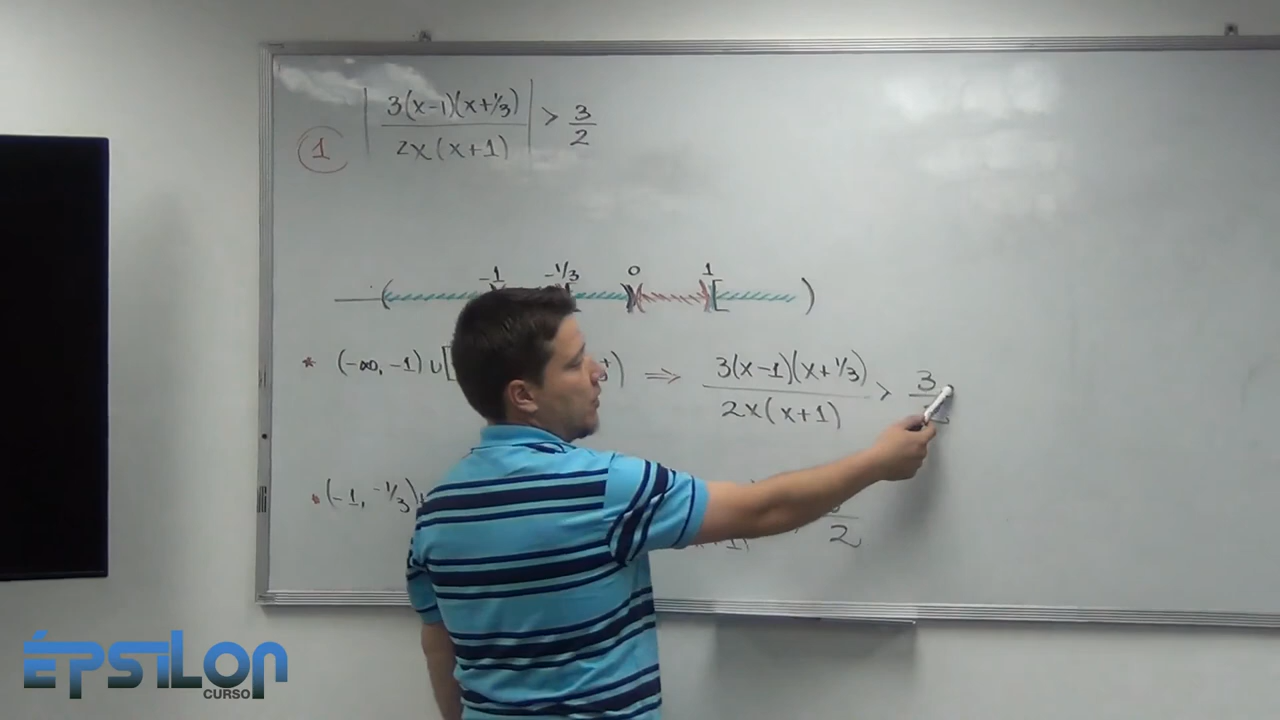 | 3(x-1)(x+1/3) / 2x(x+1) | > 3/2
1
-1 -1/3 0 1
* (-∞, -1) ∪ [ ) ⇒ 3(x-1)(x+1/3) / 2x(x+1) > 3
• (-1, -1/3) 2
ÉPSILON
CURSO